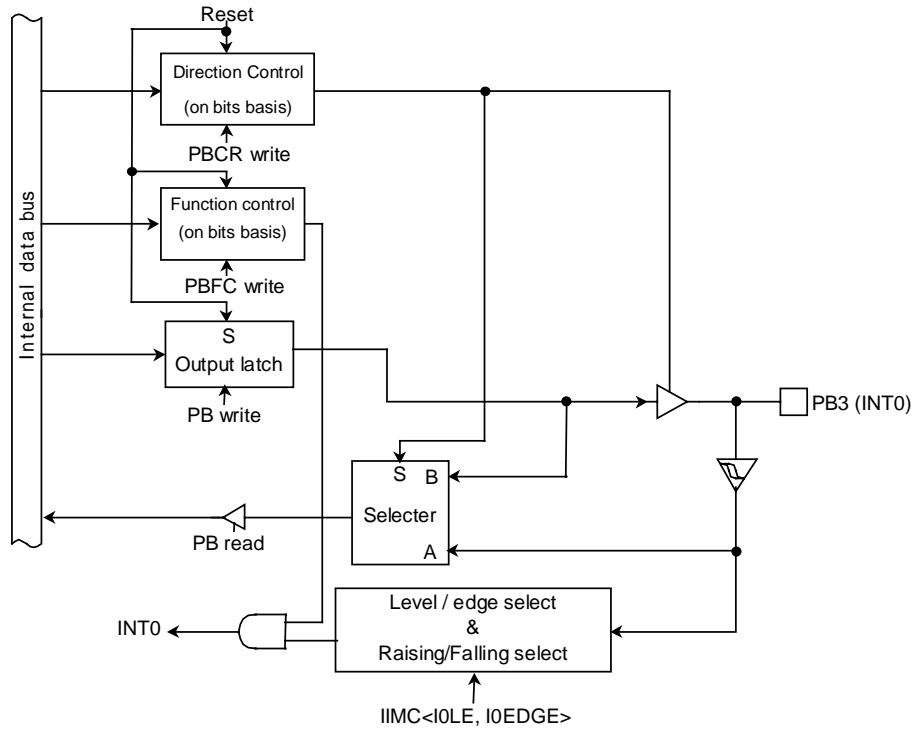 Reset
Direction Control
(on bits basis)
PBCR write
Internal data bus
Function control
(on bits basis)
PBFC write
S
Output latch
PB write
PB3 (INT0)
S B
Selecter
A
PB read
Level / edge select
&
Raising/Falling select
INT0
IIMC<I0LE, I0EDGE>